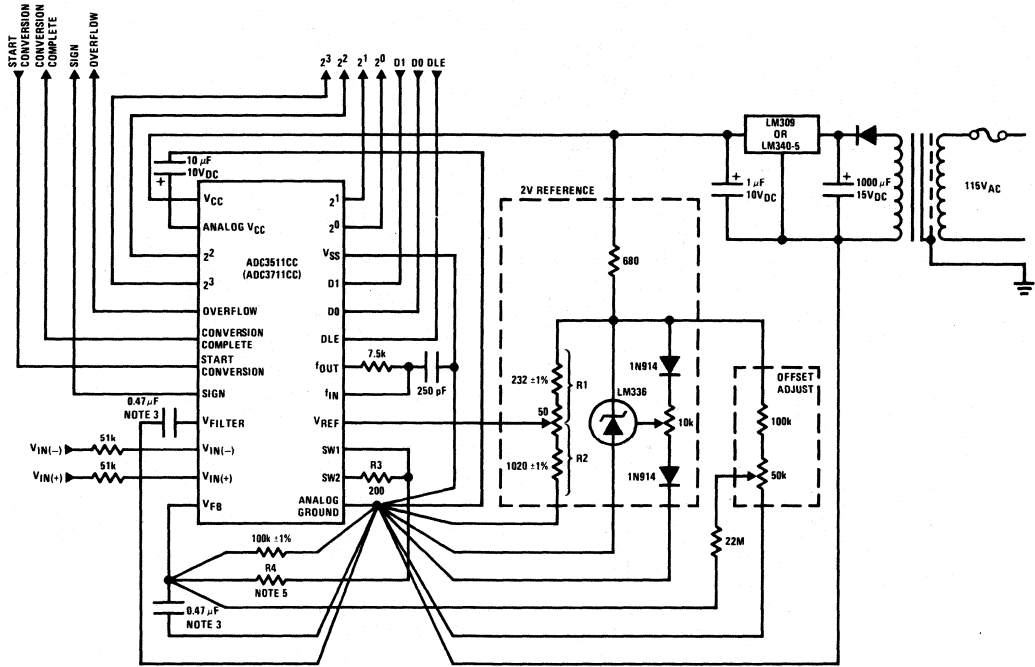 START CONVERSION
CONVERSION COMPLETE
SIGN
OVERFLOW
2³ 2² 2¹ 2⁰ D1 D0 DLE
10 µF
10VDC
+
VCC
ANALOG VCC
2²
2³
OVERFLOW
CONVERSION
COMPLETE
START
CONVERSION
SIGN
VFILTER
VIN(−)
VIN(+)
VFB
ADC3511CC
(ADC3711CC)
2¹
2⁰
VSS
D1
D0
DLE
fOUT
fIN
VREF
SW1
SW2
ANALOG
GROUND
0.47 µF
NOTE 3
VIN(−)
51k
VIN(+)
51k
7.5k
250 pF
R3
200
100k ±1%
R4
NOTE 5
0.47 µF
NOTE 3
2V REFERENCE
680
232 ±1%
R1
50
1020 ±1%
R2
LM336
1N914
10k
1N914
OFFSET
ADJUST
100k
50k
22M
LM309
OR
LM340-5
+
1 µF
10VDC
+
1000 µF
15VDC
115VAC